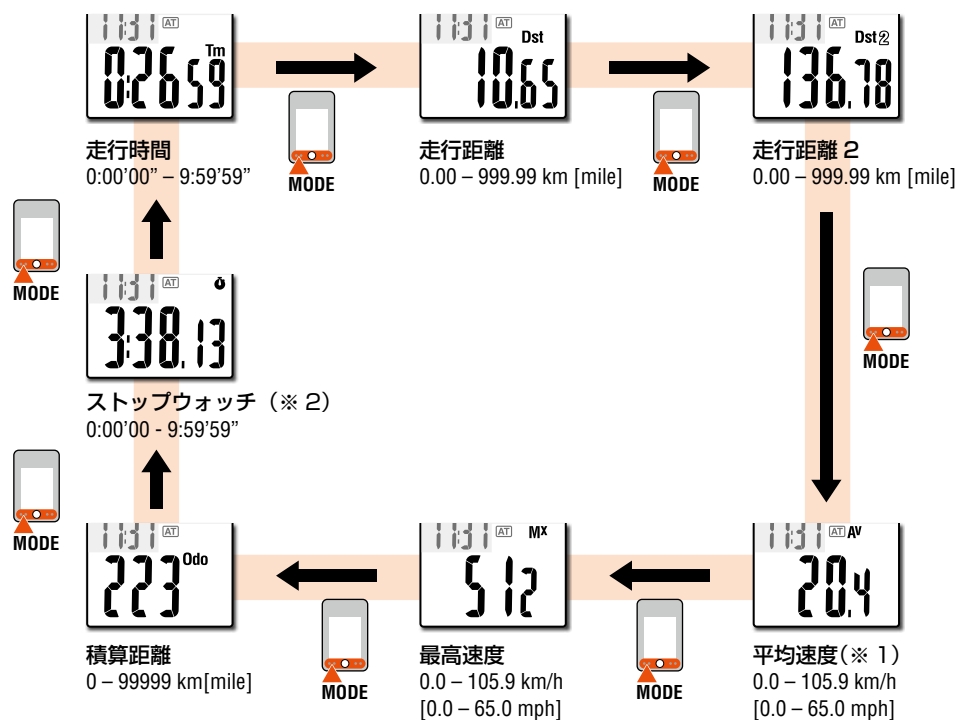 11:31 AT
Tm
0:26 59
走行時間
0:00'00” – 9:59'59”
MODE
11:31 AT
Dst
10.65
走行距離
0.00 – 999.99 km [mile]
MODE
11:31 AT
Dst2
136.78
走行距離 2
0.00 – 999.99 km [mile]
MODE
11:31 AT Av
20.4
平均速度(※ 1)
0.0 – 105.9 km/h
[0.0 – 65.0 mph]
MODE
11:31 AT Mx
512
最高速度
0.0 – 105.9 km/h
[0.0 – 65.0 mph]
MODE
11:31 AT
Odo
223
積算距離
0 – 99999 km[mile]
MODE
11:31 AT
3:38.13
ストップウォッチ(※ 2)
0:00'00 - 9:59'59”
MODE